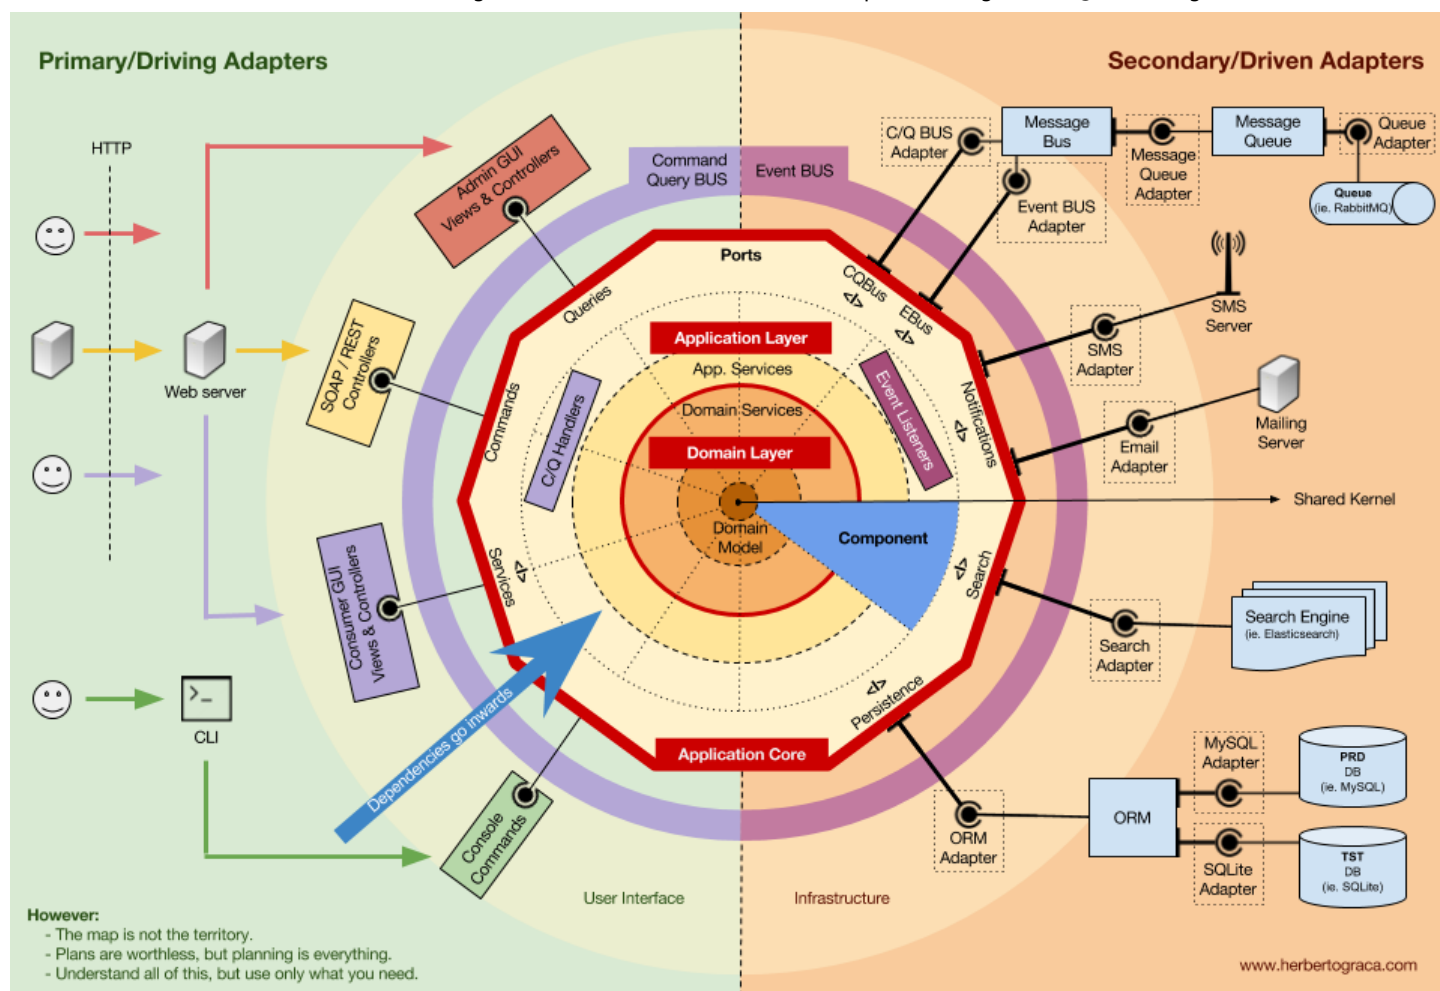 Primary/Driving Adapters
Secondary/Driven Adapters
HTTP
Admin GUI
Views & Controllers
Command
Query BUS
Event BUS
C/Q BUS
Adapter
Message
Bus
Message
Queue
Adapter
Message
Queue
Queue
Adapter
Queue
(ie. RabbitMQ)
Event BUS
Adapter
Ports
Queries
CQBus
</>
EBus
</>
SMS
Server
SMS
Adapter
SOAP / REST
Controllers
Web server
Application Layer
App. Services
Domain Services
Domain Layer
Domain
Model
Commands
C/Q Handlers
Event Listeners
Notifications
</>
Email
Adapter
Mailing
Server
Shared Kernel
Component
Consumer GUI
Views & Controllers
Services
</>
Search
</>
Search
Adapter
Search Engine
(ie. Elasticsearch)
Persistence
</>
Dependencies go inwards
CLI
Application Core
Console
Commands
ORM
Adapter
ORM
MySQL
Adapter
PRD
DB
(ie. MySQL)
SQLite
Adapter
TST
DB
(ie. SQLite)
User Interface
Infrastructure
However:
- The map is not the territory.
- Plans are worthless, but planning is everything.
- Understand all of this, but use only what you need.
www.herbertograca.com